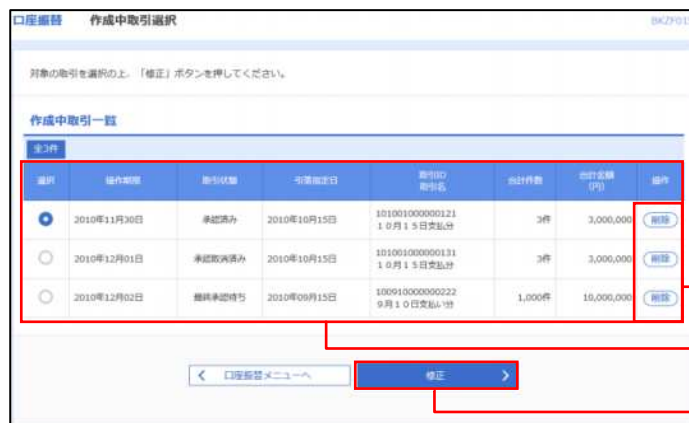 口座振替 作成中取引選択 BKZF015
対象の取引を選択の上、「修正」ボタンを押してください。
作成中取引一覧
全3件
選択 操作期限 取引状態 引落指定日 取引ID 合計件数 合計金額 操作
取引名 (円)
2010年11月30日 承認済み 2010年10月15日 101001000000121 3件 3,000,000 削除
10月15日支払分
2010年12月01日 承認取消済み 2010年10月15日 101001000000131 3件 3,000,000 削除
10月15日支払分
2010年12月02日 最終承認待ち 2010年09月15日 100910000000222 1,000件 10,000,000 削除
9月10日支払い分
口座振替メニューへ 修正